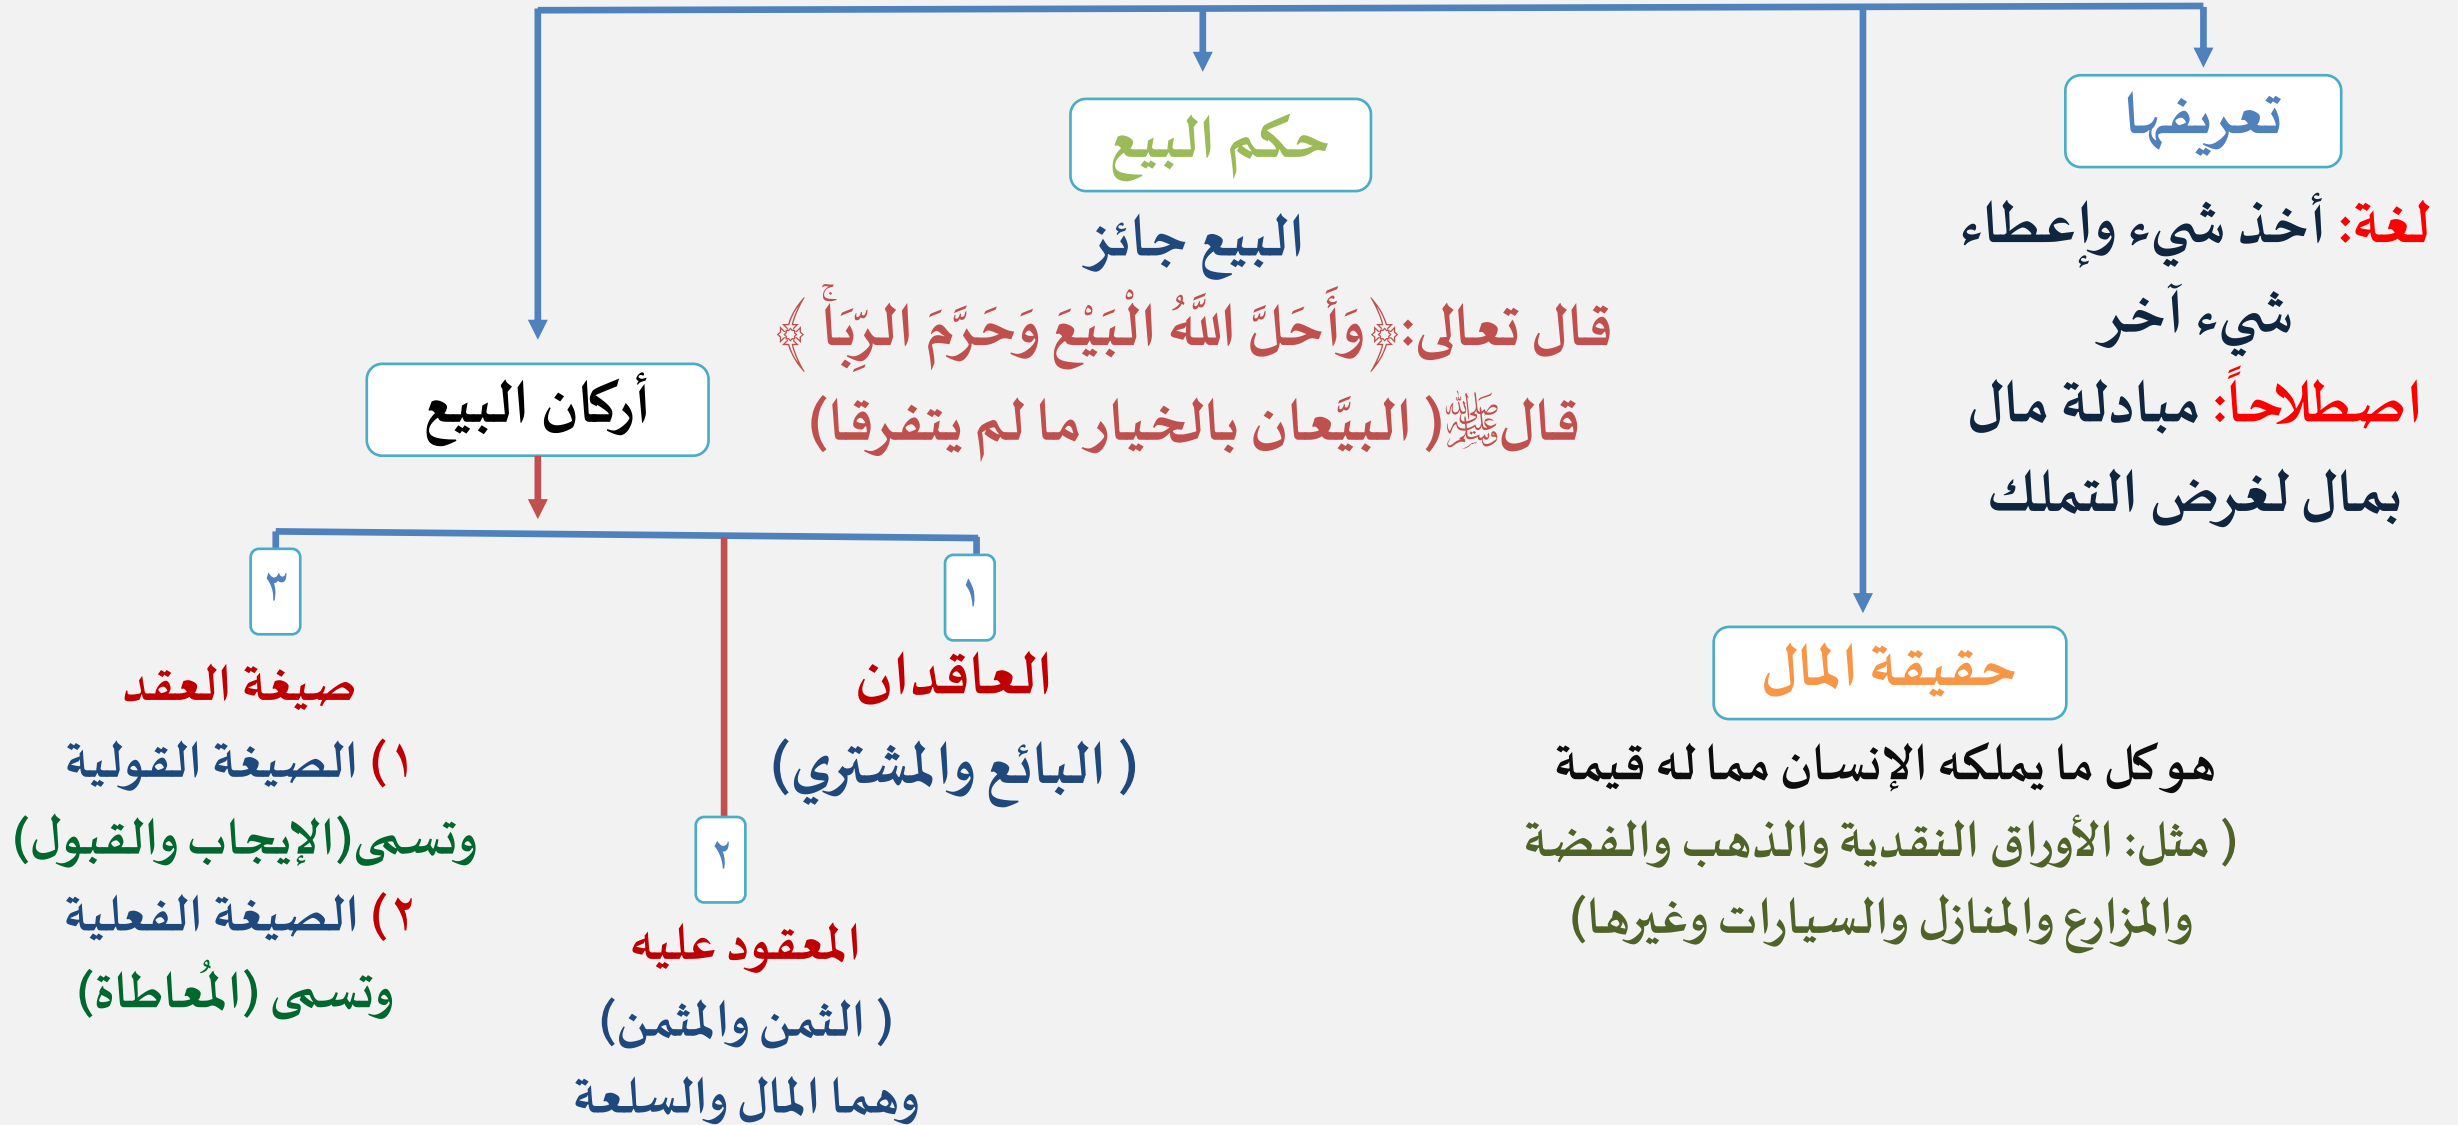 تعريفها
لغة: أخذ شيء وإعطاء
شيء آخر
اصطلاحاً: مبادلة مال
بمال لغرض التملك
حقيقة المال
هو كل ما يملكه الإنسان مما له قيمة
( مثل: الأوراق النقدية والذهب والفضة
والمزارع والمنازل والسيارات وغيرها)
حكم البيع
البيع جائز
قال تعالى:﴿وَأَحَلَّ اللَّهُ الْبَيْعَ وَحَرَّمَ الرِّبَاۚ ﴾
قالﷺ( البيَّعان بالخيار ما لم يتفرقا)
أركان البيع
١
العاقدان
( البائع والمشتري)
٢
المعقود عليه
( الثمن والمثمن)
وهما المال والسلعة
٣
صيغة العقد
١) الصيغة القولية
وتسمى(الإيجاب والقبول)
٢) الصيغة الفعلية
وتسمى (المُعاطاة)